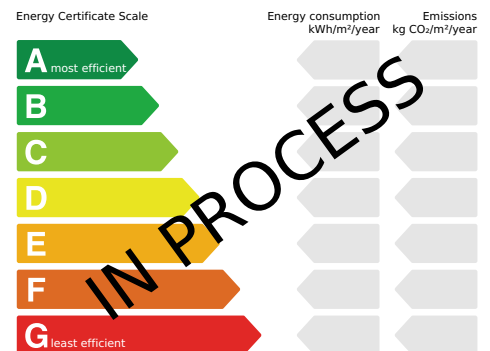 Energy Certificate Scale
Energy consumption
kWh/m²/year
Emissions
kg CO₂/m²/year
A most efficient
B
C
D
E
F
G least efficient
IN PROCESS